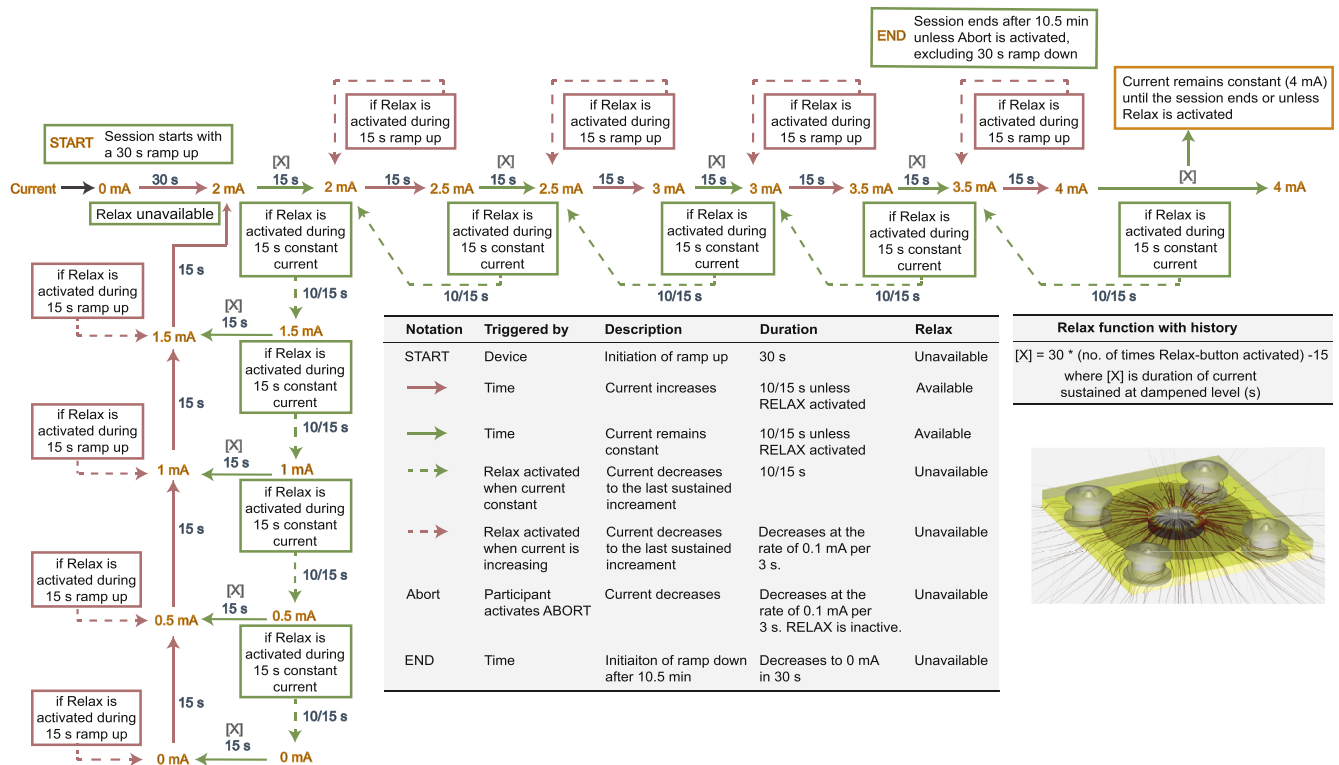 END
Session ends after 10.5 min
unless Abort is activated,
excluding 30 s ramp down
Current remains constant (4 mA)
until the session ends or unless
Relax is activated
if Relax is
activated during
15 s ramp up
if Relax is
activated during
15 s ramp up
if Relax is
activated during
15 s ramp up
if Relax is
activated during
15 s ramp up
START
Session starts with
a 30 s ramp up
[X]
[X]
[X]
[X]
[X]
Current
0 mA
30 s
2 mA
15 s
2 mA
15 s
2.5 mA
15 s
2.5 mA
15 s
3 mA
15 s
3 mA
15 s
3.5 mA
15 s
3.5 mA
15 s
4 mA
4 mA
Relax unavailable
if Relax is
activated during
15 s constant
current
if Relax is
activated during
15 s constant
current
if Relax is
activated during
15 s constant
current
if Relax is
activated during
15 s constant
current
if Relax is
activated during
15 s constant
current
10/15 s
10/15 s
10/15 s
10/15 s
15 s
10/15 s
if Relax is
activated during
15 s ramp up
[X]
15 s
1.5 mA
1.5 mA
if Relax is
activated during
15 s constant
current
15 s
10/15 s
if Relax is
activated during
15 s ramp up
[X]
15 s
1 mA
1 mA
if Relax is
activated during
15 s constant
current
15 s
10/15 s
if Relax is
activated during
15 s ramp up
[X]
15 s
0.5 mA
0.5 mA
if Relax is
activated during
15 s constant
current
15 s
10/15 s
if Relax is
activated during
15 s ramp up
[X]
15 s
0 mA
0 mA
Notation Triggered by Description Duration Relax
START Device Initiation of ramp up 30 s Unavailable
Time Current increases 10/15 s unless Available
RELAX activated
Time Current remains 10/15 s unless Available
constant RELAX activated
Relax activated Current decreases 10/15 s Unavailable
when current to the last sustained
constant increament
Relax activated Current decreases Decreases at the Unavailable
when current is to the last sustained rate of 0.1 mA per
increasing increament 3 s.
Abort Participant Current decreases Decreases at the Unavailable
activates ABORT rate of 0.1 mA per
3 s. RELAX is inactive.
END Time Initiaiton of ramp down Decreases to 0 mA Unavailable
after 10.5 min in 30 s
Relax function with history
[X] = 30 * (no. of times Relax-button activated) -15
where [X] is duration of current
sustained at dampened level (s)